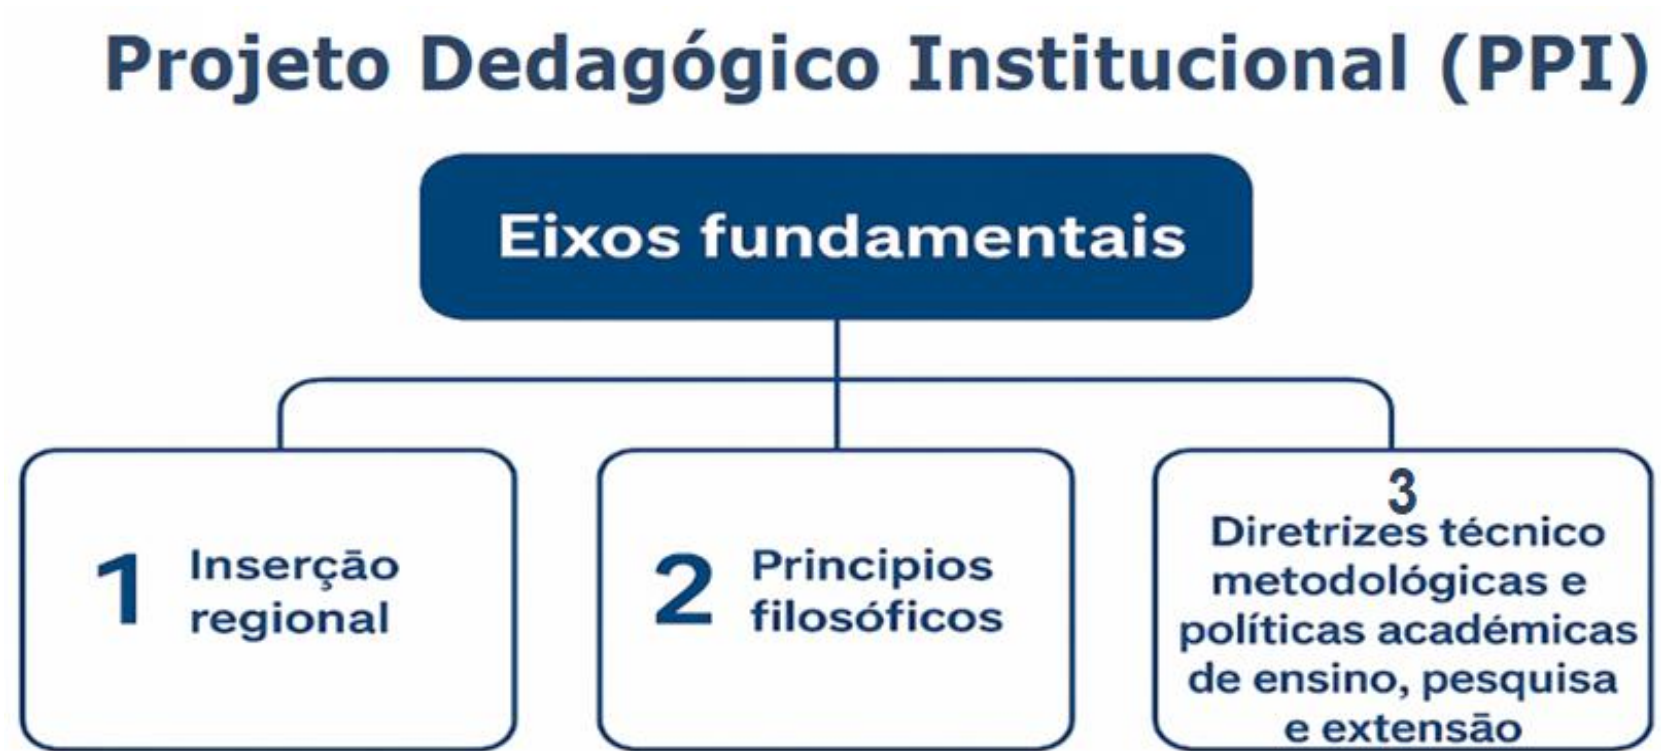 Projeto Dedagógico Institucional (PPI)
Eixos fundamentais
1 Inserção
regional
2 Principios
filosóficos
3
Diretrizes técnico
metodológicas e
políticas académicas
de ensino, pesquisa
e extensão